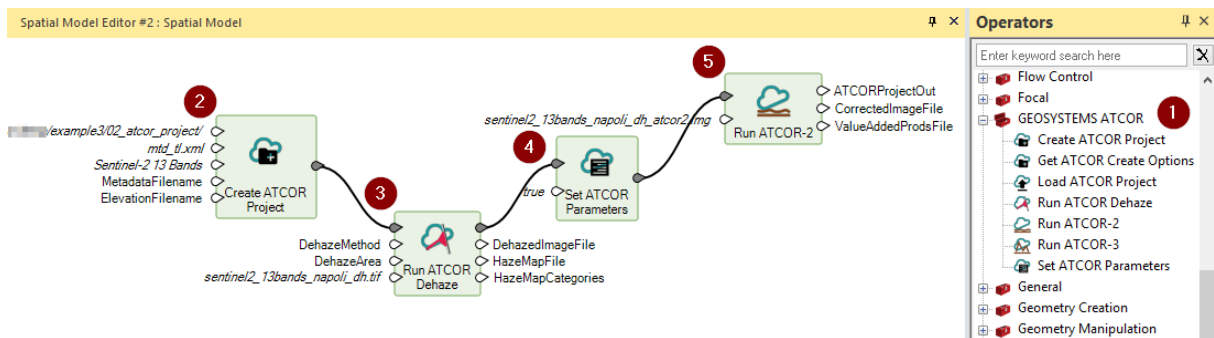 Spatial Model Editor #2 : Spatial Model
2
/example3/02_atcor_project/
mtd_tl.xml
Sentinel-2 13 Bands
MetadataFilename
ElevationFilename
Create ATCOR
Project
3
DehazeMethod
DehazeArea
sentinel2_13bands_napoli_dh.tif
Run ATCOR
Dehaze
DehazedImageFile
HazeMapFile
HazeMapCategories
4
true
Set ATCOR
Parameters
5
sentinel2_13bands_napoli_dh_atcor2.img
Run ATCOR-2
ATCORProjectOut
CorrectedImageFile
ValueAddedProdsFile
Operators
Enter keyword search here
Flow Control
Focal
GEOSYSTEMS ATCOR
1
Create ATCOR Project
Get ATCOR Create Options
Load ATCOR Project
Run ATCOR Dehaze
Run ATCOR-2
Run ATCOR-3
Set ATCOR Parameters
General
Geometry Creation
Geometry Manipulation